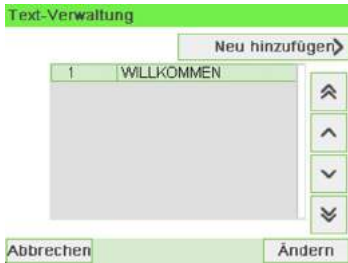 Text-Verwaltung
Neu hinzufügen
1 WILLKOMMEN
Abbrechen Ändern